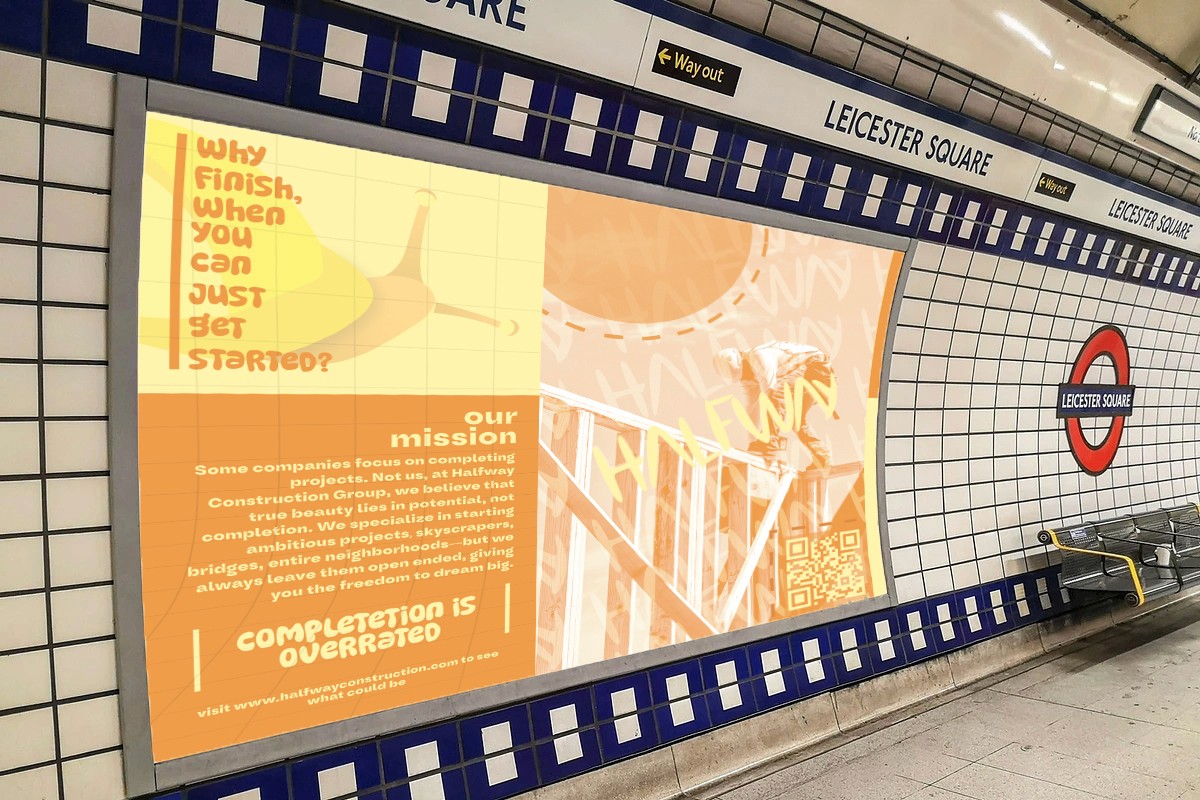 SQUARE
Way out
LEICESTER SQUARE
Way out
LEICESTER SQUARE
Why
Finish,
When
you
can
JUST
get
STARTED?
our
mission
Some companies focus on completing
projects. Not us, at Halfway
Construction Group, we believe that
true beauty lies in potential, not
completion. We specialize in starting
ambitious projects, skyscrapers,
bridges, entire neighborhoods—but we
always leave them open ended, giving
you the freedom to dream big.
COMPLETETION IS
OVERRATED
visit www.halfwayconstruction.com to see
what could be
HALFWAY
LEICESTER SQUARE